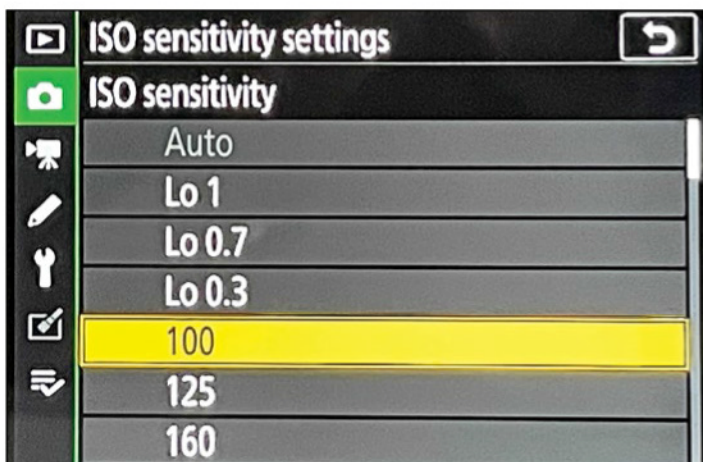 ISO sensitivity settings
ISO sensitivity
Auto
Lo 1
Lo 0.7
Lo 0.3
100
125
160